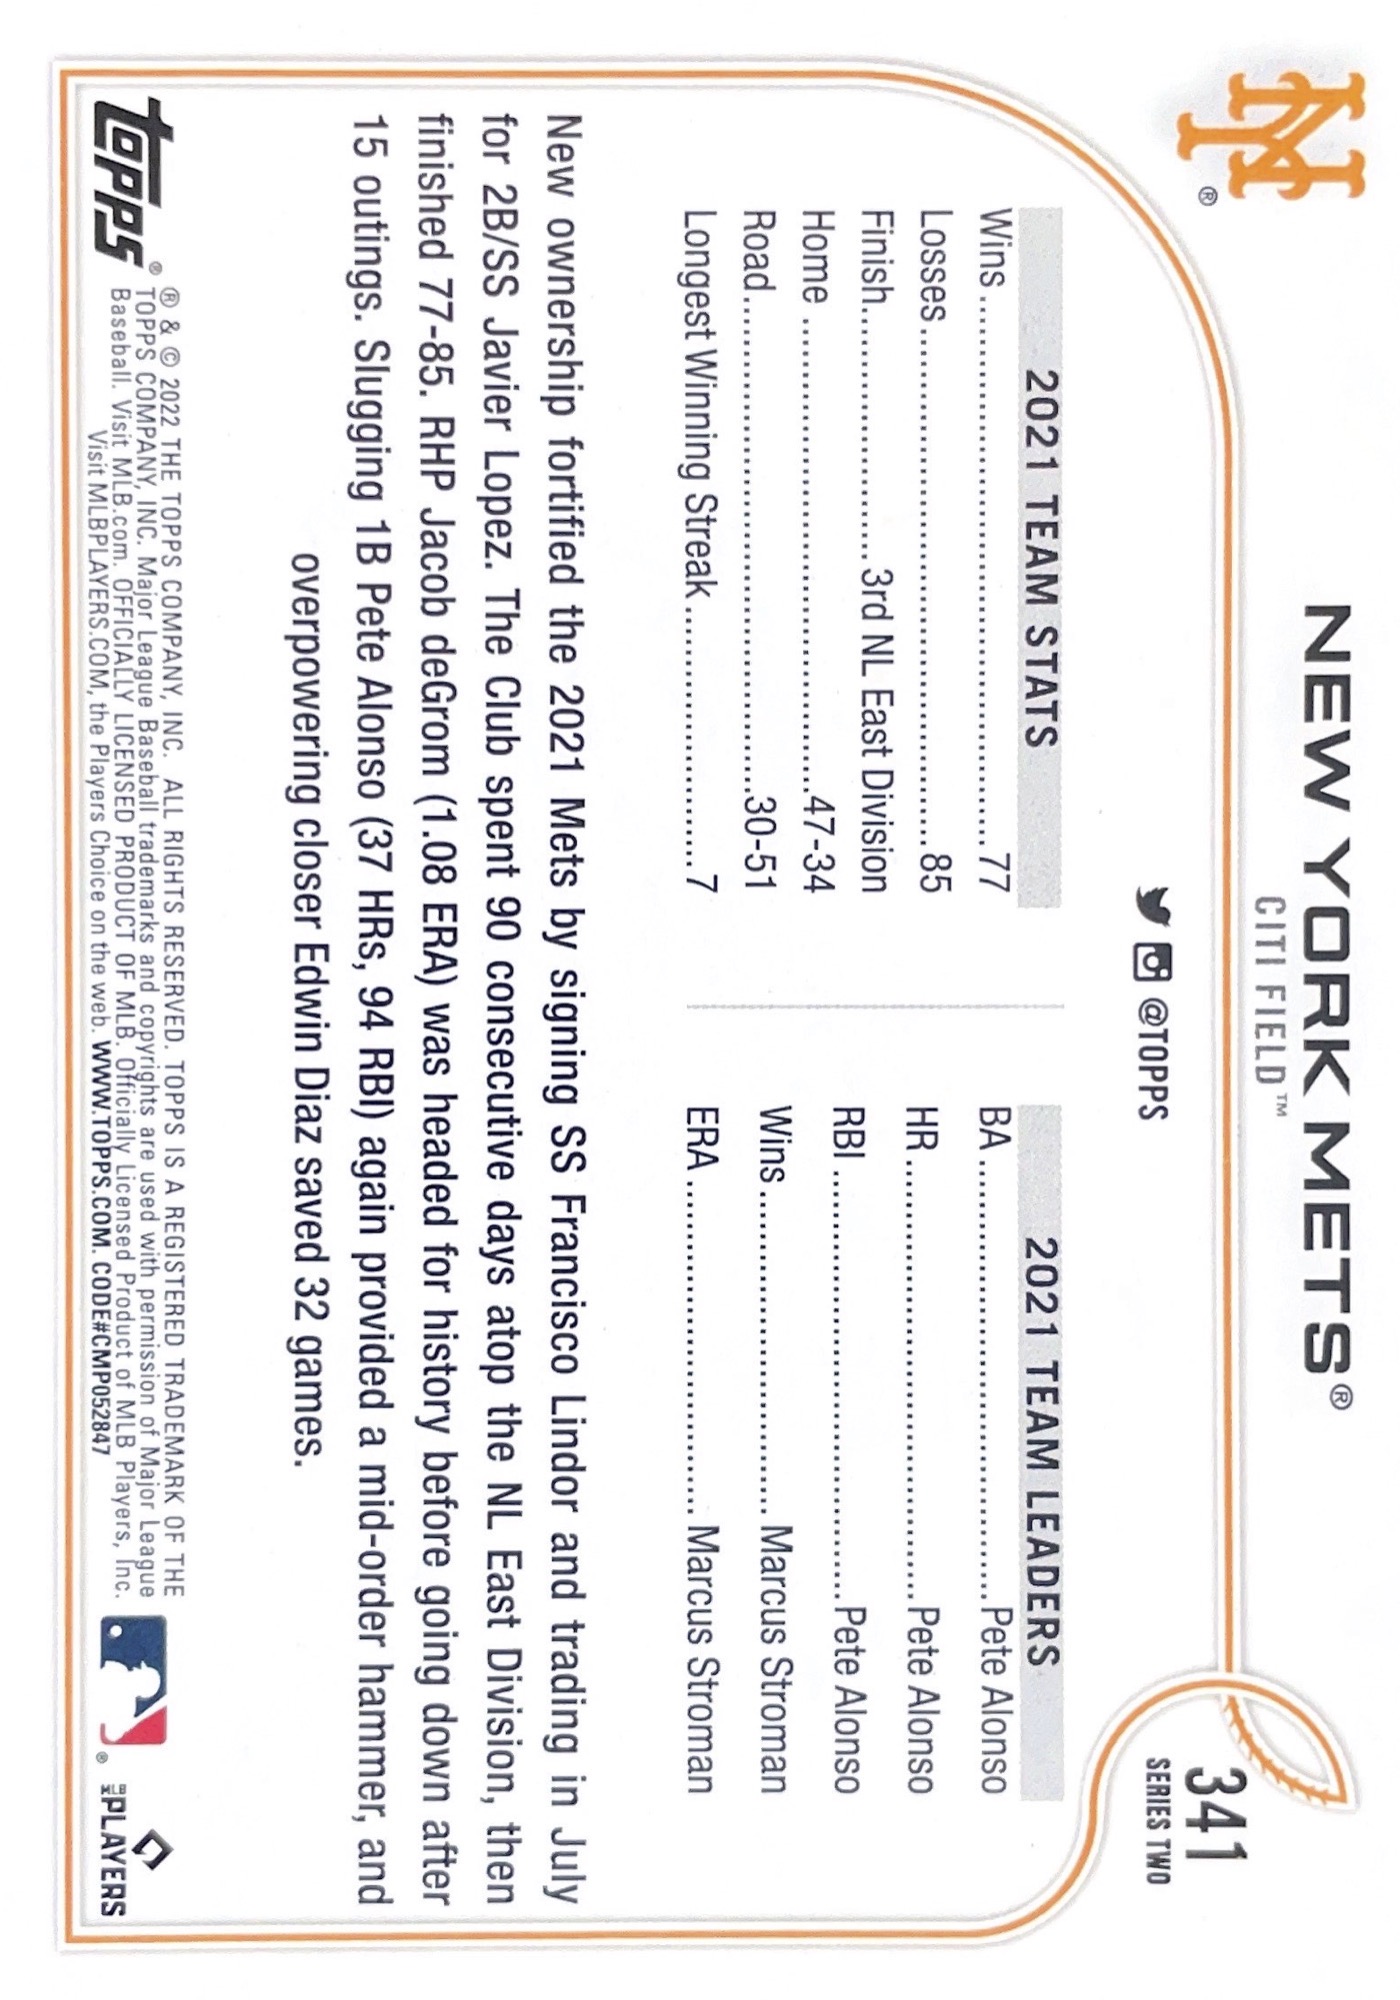 NEW YORK METS®
CITI FIELD™
NY®
341
SERIES TWO
@TOPPS
2021 TEAM STATS
Wins........77
Losses........85
Finish........3rd NL East Division
Home........47-34
Road........30-51
Longest Winning Streak........7
2021 TEAM LEADERS
BA........Pete Alonso
HR........Pete Alonso
RBI........Pete Alonso
Wins........Marcus Stroman
ERA........Marcus Stroman
New ownership fortified the 2021 Mets by signing SS Francisco Lindor and trading in July
for 2B/SS Javier Lopez. The Club spent 90 consecutive days atop the NL East Division, then
finished 77-85. RHP Jacob deGrom (1.08 ERA) was headed for history before going down after
15 outings. Slugging 1B Pete Alonso (37 HRs, 94 RBI) again provided a mid-order hammer, and
overpowering closer Edwin Diaz saved 32 games.
topps®
® & © 2022 THE TOPPS COMPANY, INC. ALL RIGHTS RESERVED. TOPPS IS A REGISTERED TRADEMARK OF THE
TOPPS COMPANY, INC. Major League Baseball trademarks and copyrights are used with permission of Major League
Baseball. Visit MLB.com. OFFICIALLY LICENSED PRODUCT OF MLB. Officially Licensed Product of MLB Players, Inc.
Visit MLBPLAYERS.COM, the Players Choice on the web. WWW.TOPPS.COM. CODE#CMP052847
®
MLB PLAYERS